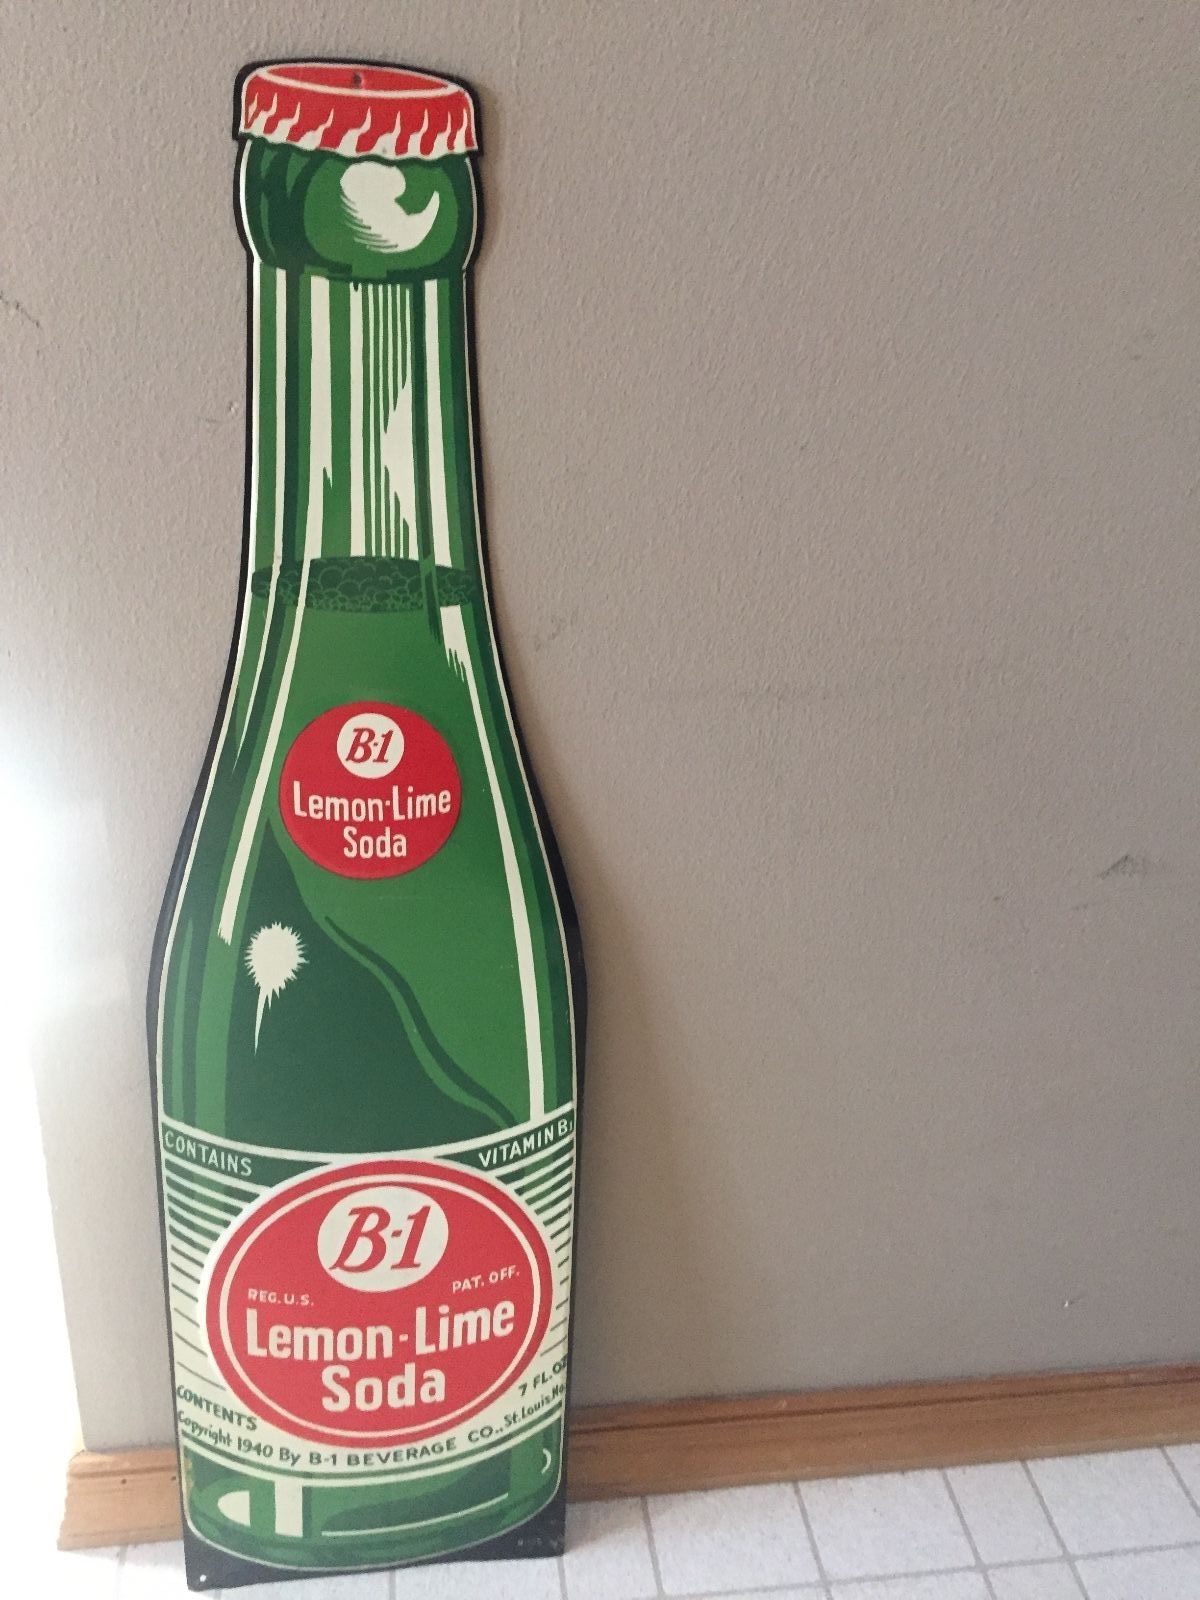 B-1
Lemon-Lime
Soda
CONTAINS VITAMIN B1
B-1
REG. U.S. PAT. OFF.
Lemon-Lime
Soda
CONTENTS 7 FL. OZ.
Copyright 1940 By B-1 BEVERAGE CO., St. Louis, Mo.